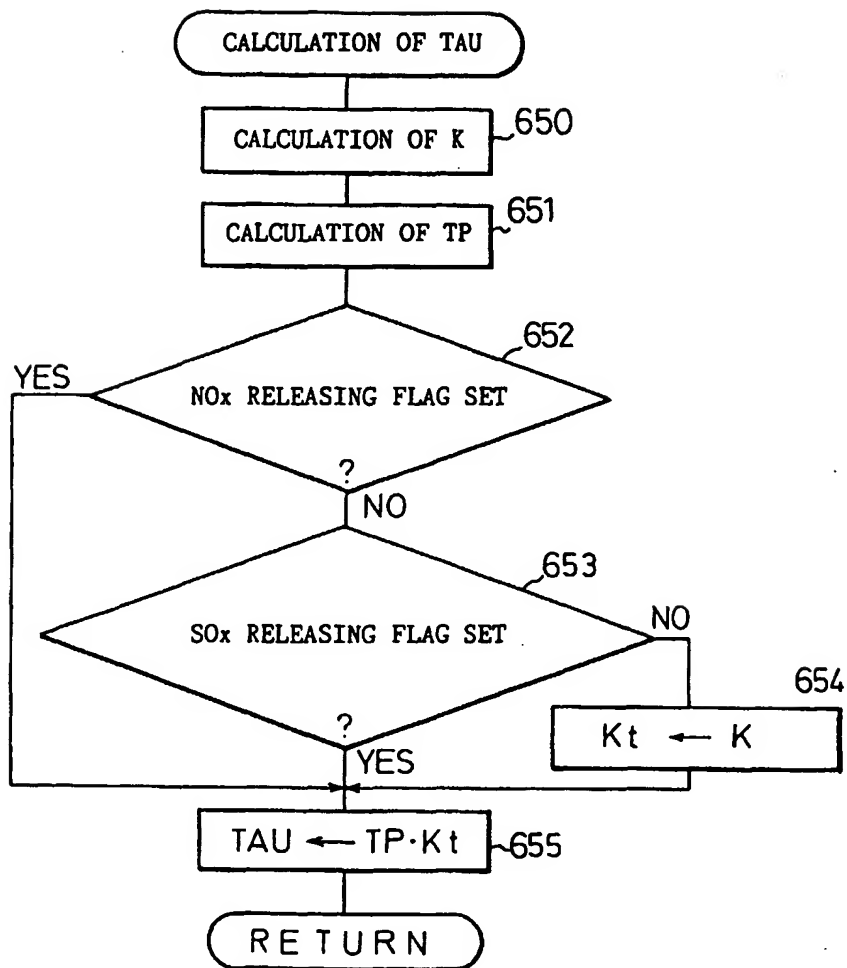 CALCULATION OF TAU
CALCULATION OF K
650
CALCULATION OF TP
651
652
YES
NOx RELEASING FLAG SET
?
NO
653
SOx RELEASING FLAG SET
NO
?
YES
654
Kt ← K
TAU ← TP·Kt
655
RETURN